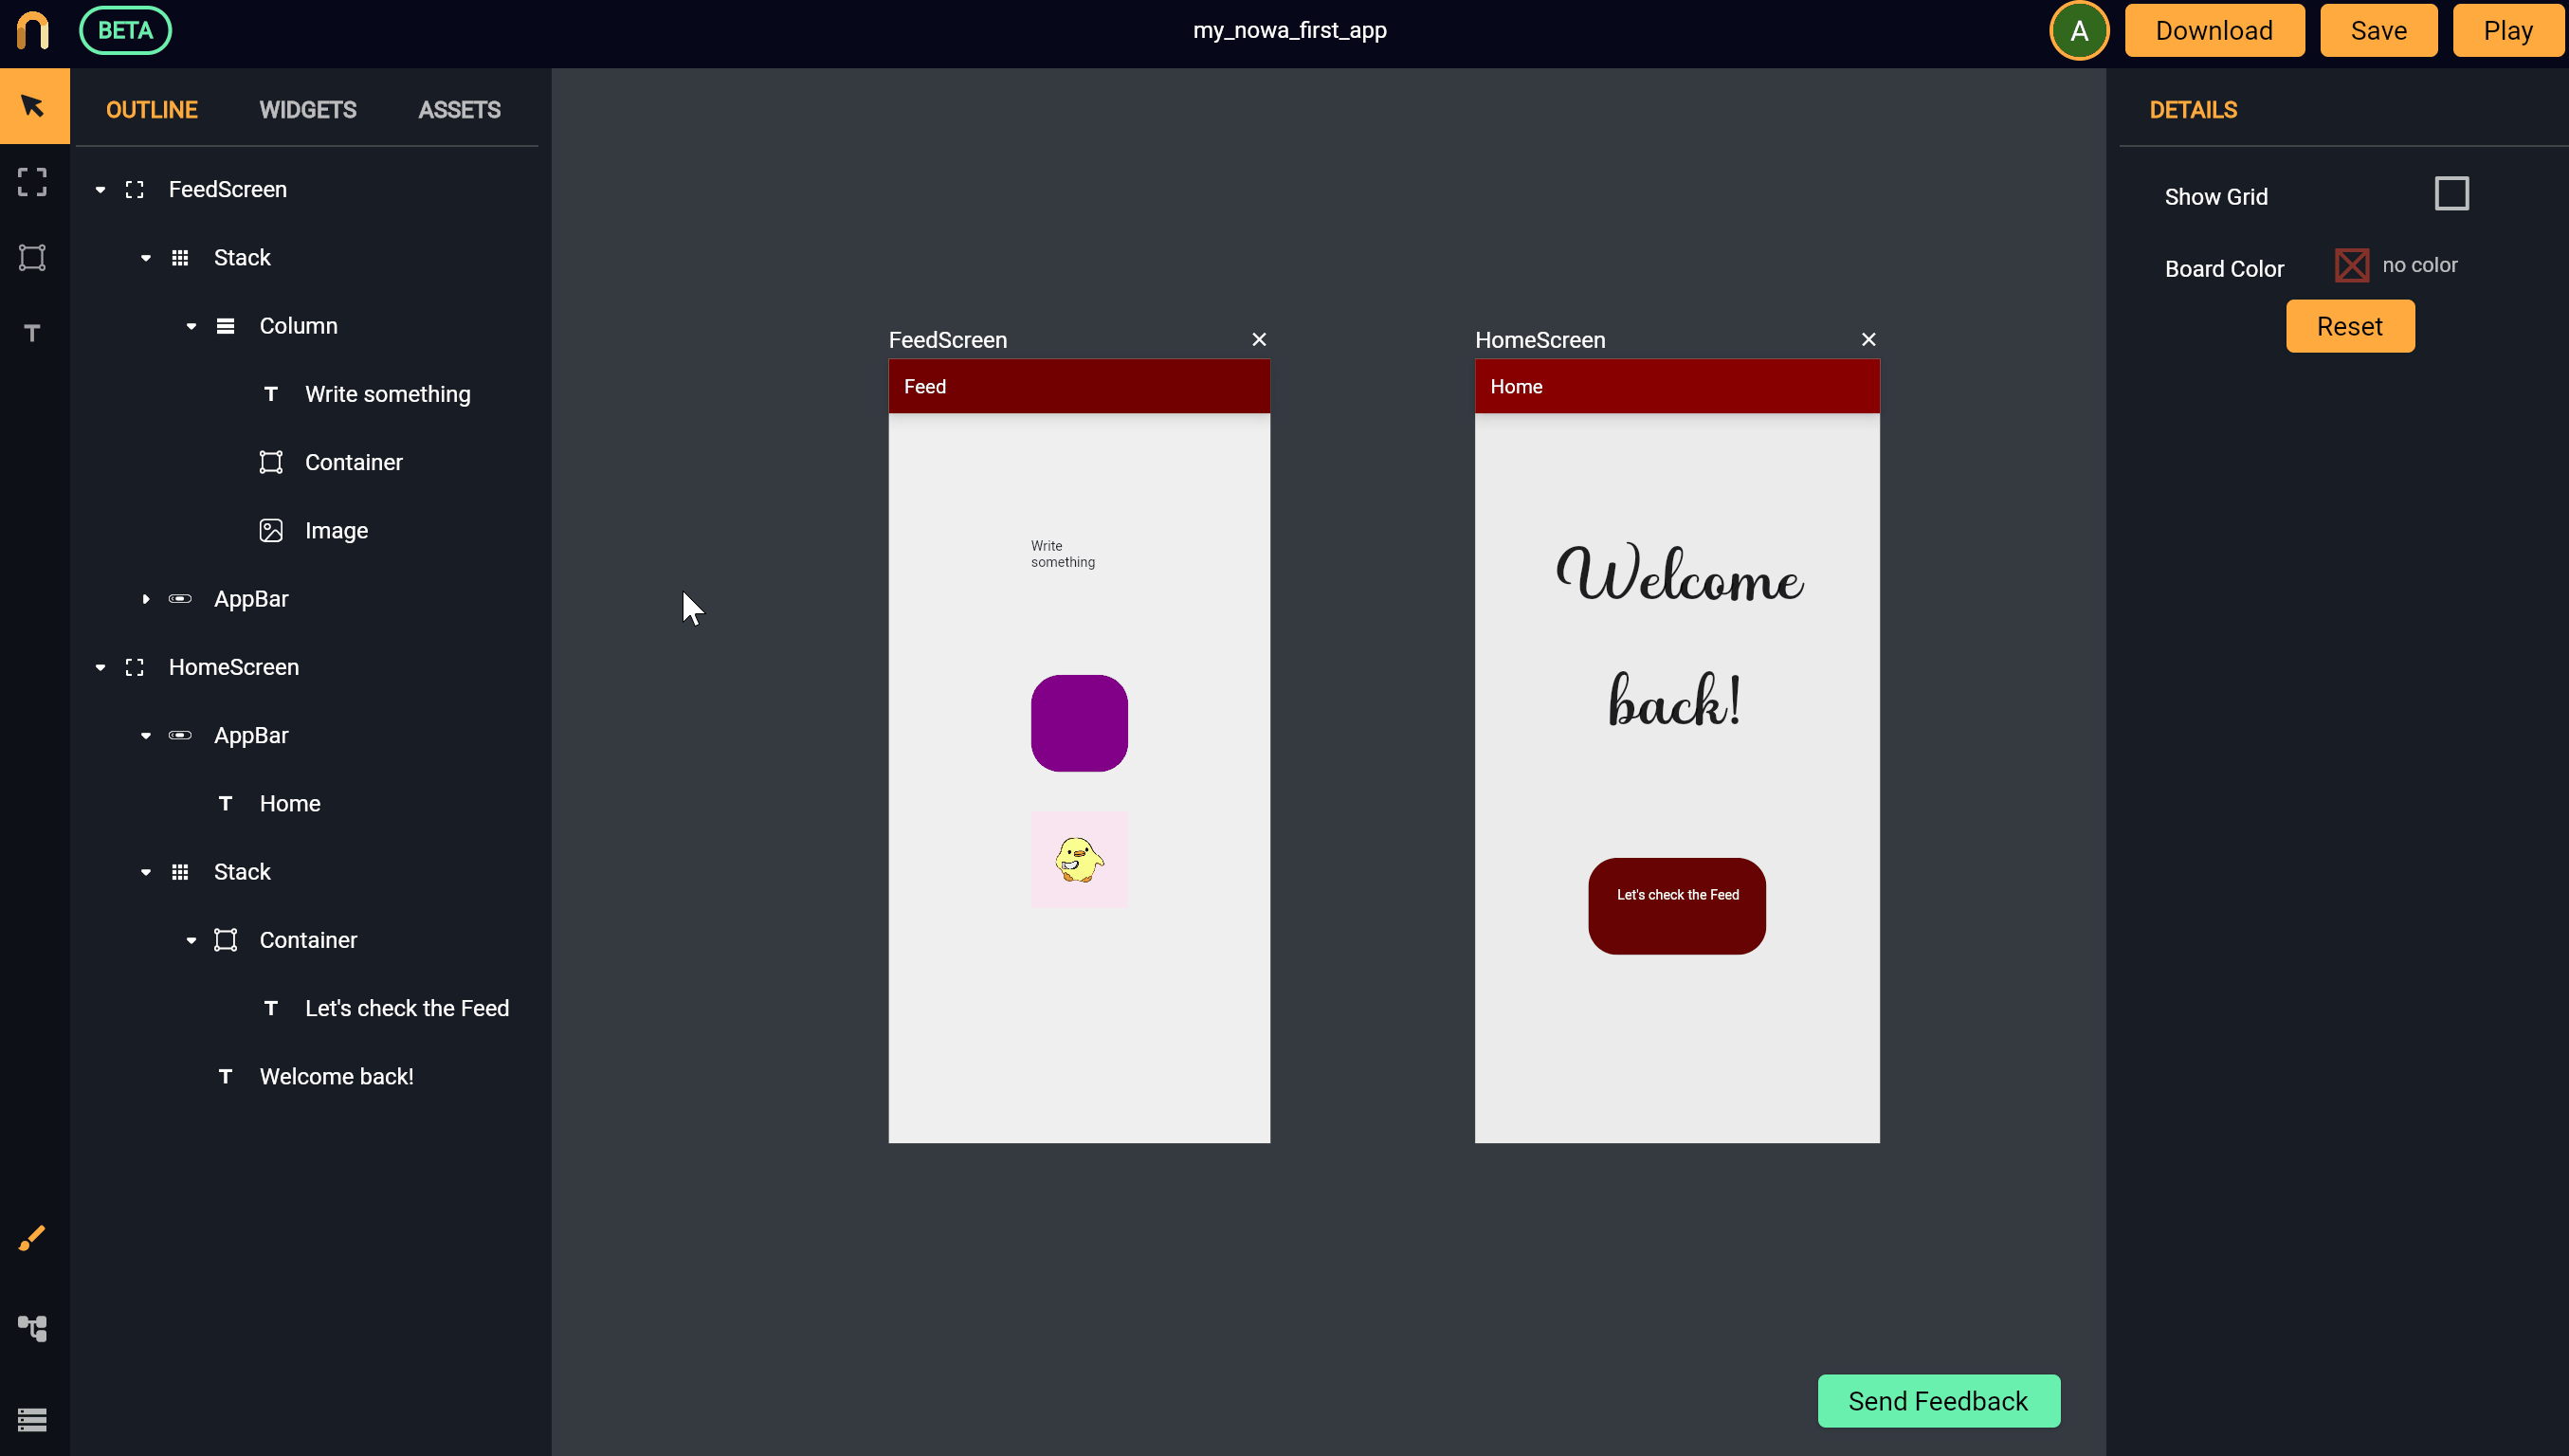 BETA
my_nowa_first_app
A
Download
Save
Play
OUTLINE
WIDGETS
ASSETS
FeedScreen
Stack
Column
T Write something
Container
Image
AppBar
HomeScreen
AppBar
T Home
Stack
Container
T Let's check the Feed
T Welcome back!
T
FeedScreen
Feed
Write
something
HomeScreen
Home
Welcome
back!
Let's check the Feed
Send Feedback
DETAILS
Show Grid
Board Color no color
Reset